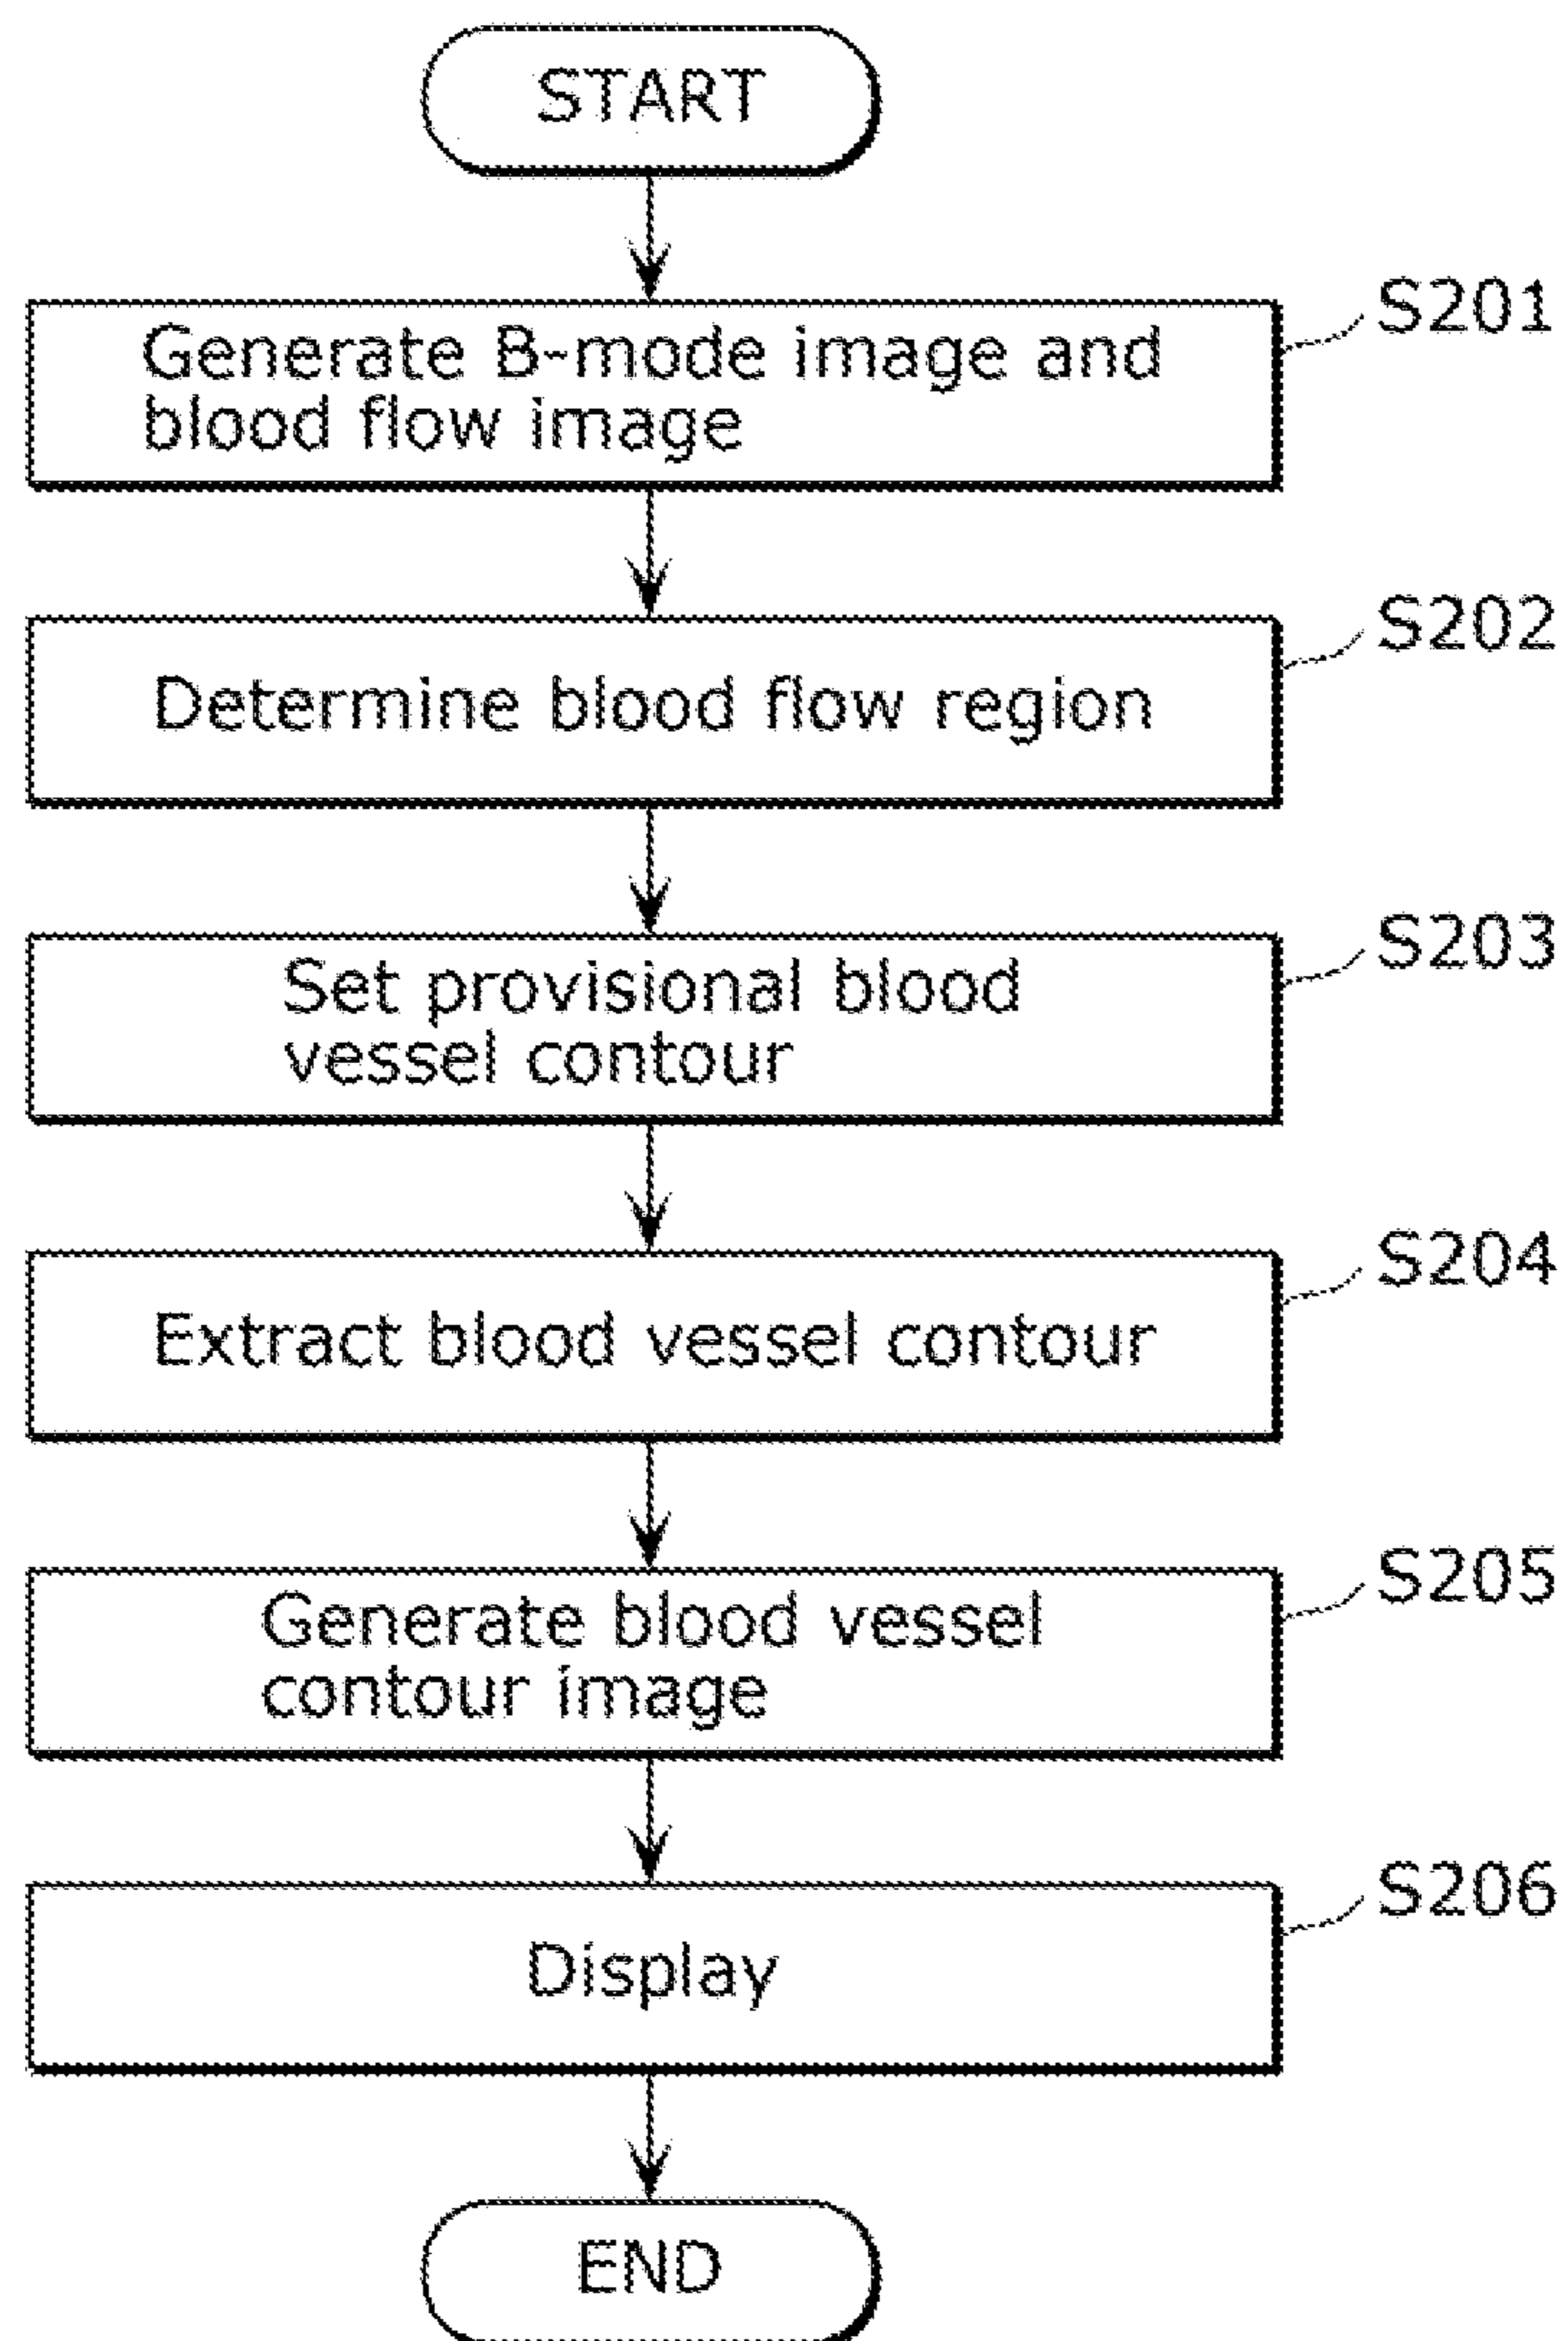 START
S201
Generate B-mode image and
blood flow image
S202
Determine blood flow region
S203
Set provisional blood
vessel contour
S204
Extract blood vessel contour
S205
Generate blood vessel
contour image
S206
Display
END